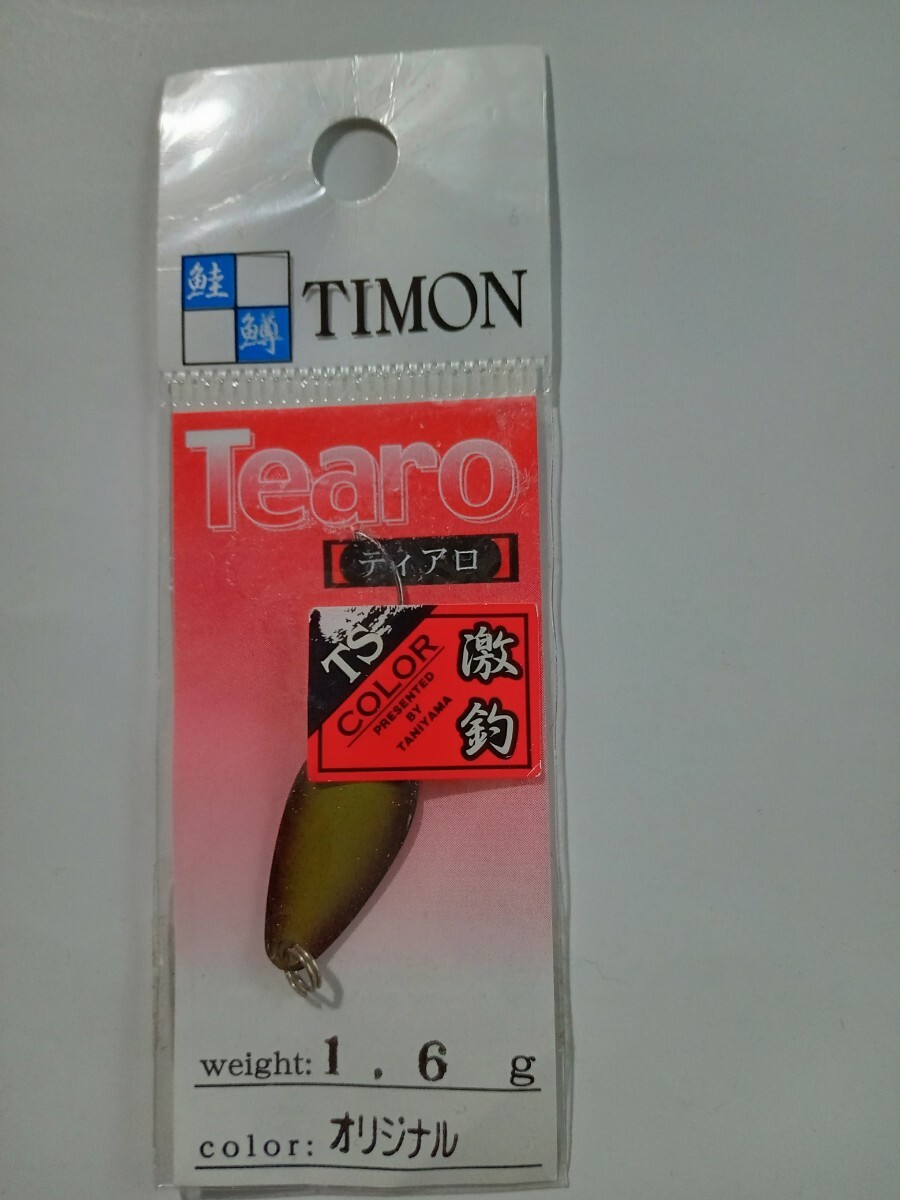 鮭
鱒
TIMON
Tearo
ティアロ
TS
COLOR
PRESENTED
BY
TANIYAMA
激釣
weight: 1.6 g
color: オリジナル